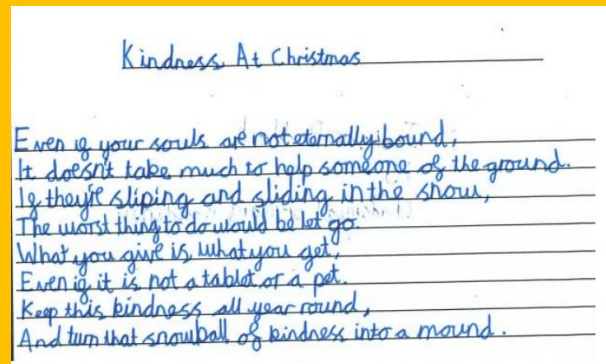 Kindness At Christmas
Even if your souls are not eternally bound,
It doesn't take much to help someone of the ground.
If they're sliping and sliding in the snow,
The worst thing to do would be let go.
What you give is what you get,
Even if it is not a tablet or a pet.
Keep this kindness all year round,
And turn that snowball of kindness into a mound.